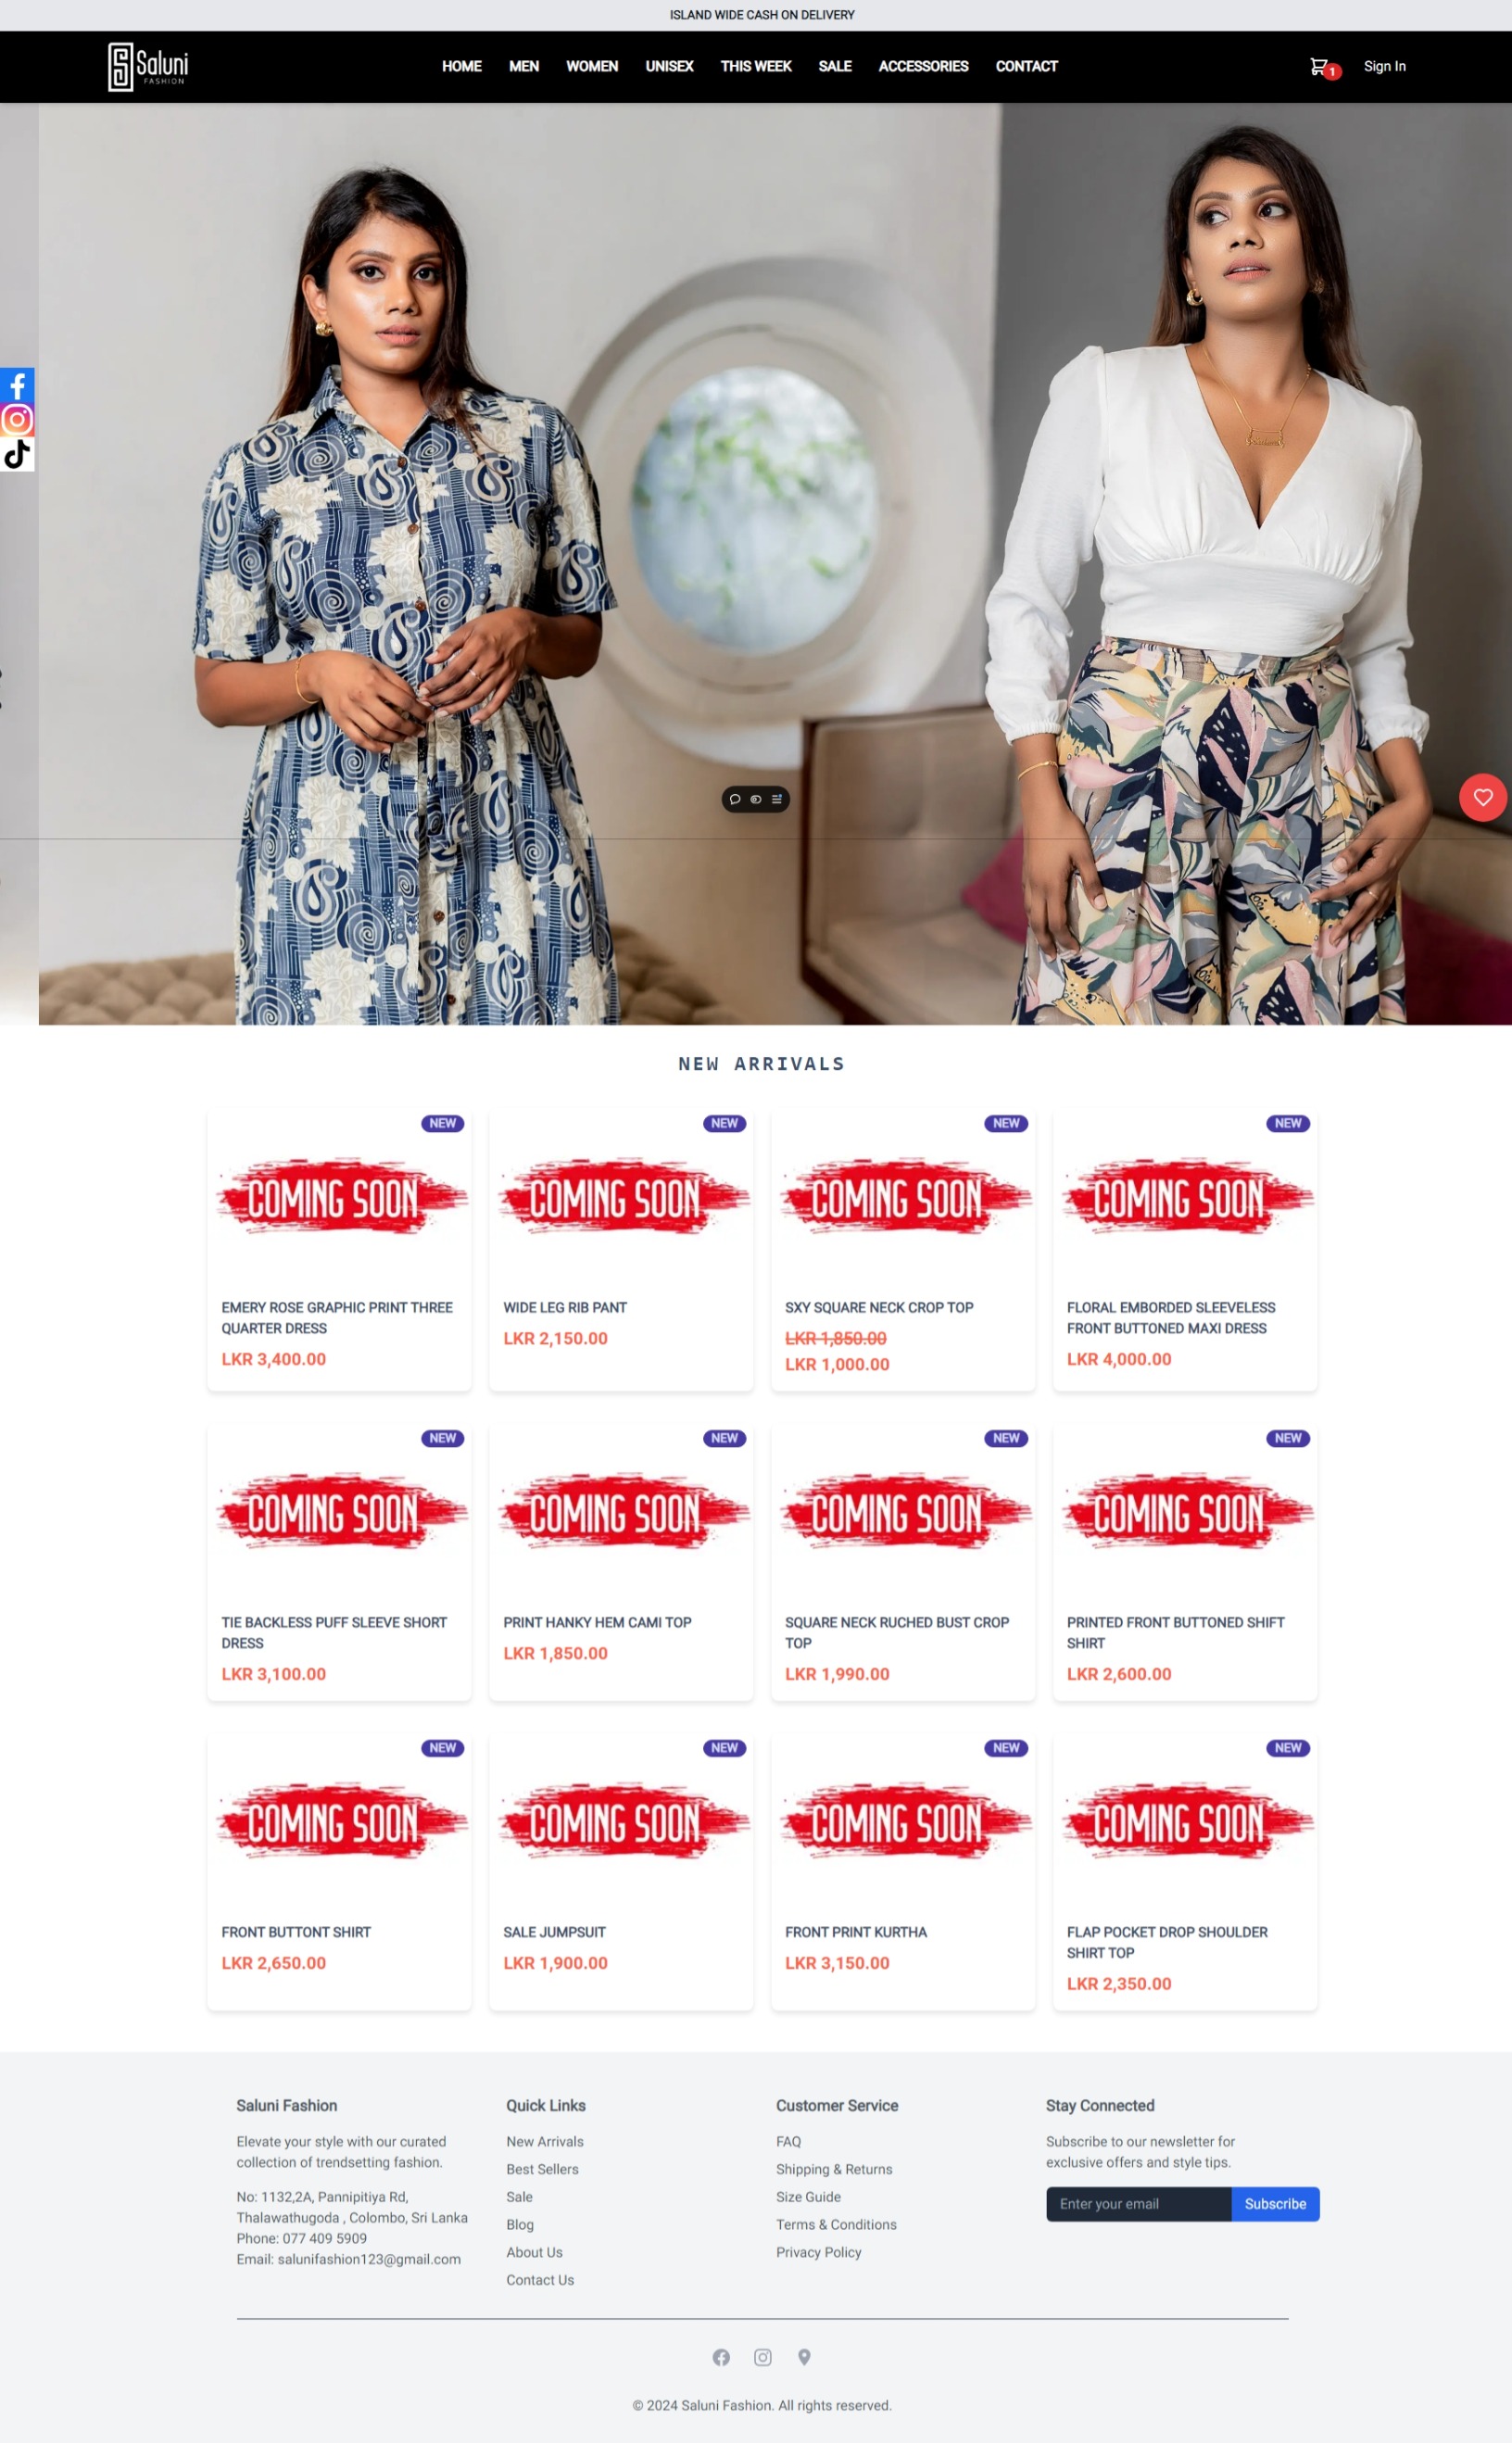 ISLAND WIDE CASH ON DELIVERY
Saluni
FASHION
HOME MEN WOMEN UNISEX THIS WEEK SALE ACCESSORIES CONTACT
1 Sign In
NEW ARRIVALS
NEW NEW NEW NEW
COMING SOON COMING SOON COMING SOON COMING SOON
EMERY ROSE GRAPHIC PRINT THREE
QUARTER DRESS
LKR 3,400.00
WIDE LEG RIB PANT
LKR 2,150.00
SXY SQUARE NECK CROP TOP
LKR 1,850.00
LKR 1,000.00
FLORAL EMBORDED SLEEVELESS
FRONT BUTTONED MAXI DRESS
LKR 4,000.00
NEW NEW NEW NEW
COMING SOON COMING SOON COMING SOON COMING SOON
TIE BACKLESS PUFF SLEEVE SHORT
DRESS
LKR 3,100.00
PRINT HANKY HEM CAMI TOP
LKR 1,850.00
SQUARE NECK RUCHED BUST CROP
TOP
LKR 1,990.00
PRINTED FRONT BUTTONED SHIFT
SHIRT
LKR 2,600.00
NEW NEW NEW NEW
COMING SOON COMING SOON COMING SOON COMING SOON
FRONT BUTTONT SHIRT
LKR 2,650.00
SALE JUMPSUIT
LKR 1,900.00
FRONT PRINT KURTHA
LKR 3,150.00
FLAP POCKET DROP SHOULDER
SHIRT TOP
LKR 2,350.00
Saluni Fashion
Elevate your style with our curated
collection of trendsetting fashion.
No: 1132,2A, Pannipitiya Rd,
Thalawathugoda , Colombo, Sri Lanka
Phone: 077 409 5909
Email: salunifashion123@gmail.com
Quick Links
New Arrivals
Best Sellers
Sale
Blog
About Us
Contact Us
Customer Service
FAQ
Shipping & Returns
Size Guide
Terms & Conditions
Privacy Policy
Stay Connected
Subscribe to our newsletter for
exclusive offers and style tips.
Enter your email Subscribe
© 2024 Saluni Fashion. All rights reserved.